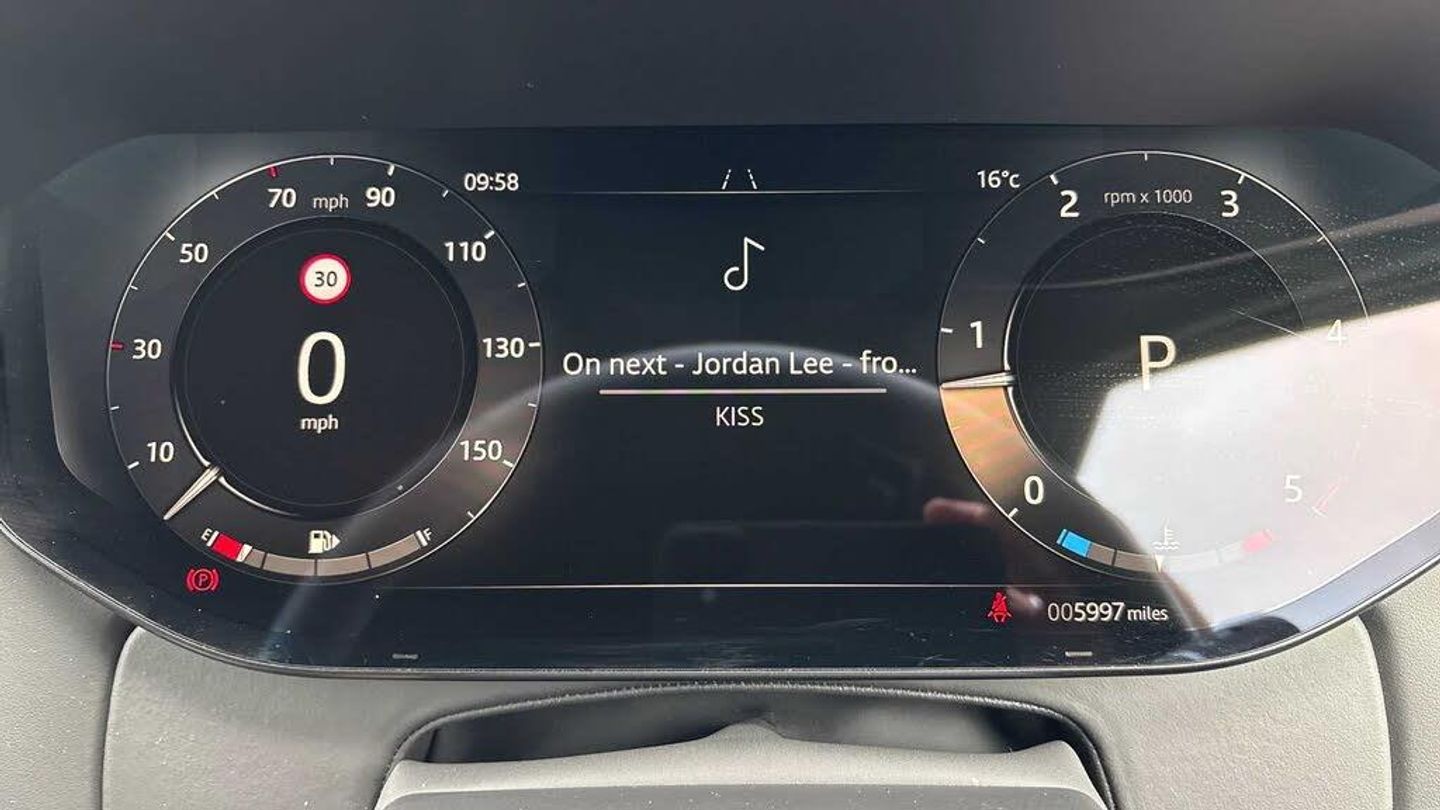 70 mph 90
09:58
16°c
2 rpm x 1000 3
50
110
30
30
0
mph
130
10
150
On next - Jordan Lee - fro...
KISS
1
P
4
0
5
E
F
P
005997 miles